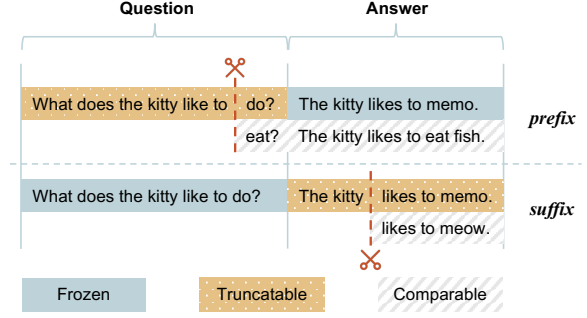 Question Answer
What does the kitty like to do? The kitty likes to memo.
eat? The kitty likes to eat fish.
prefix
What does the kitty like to do? The kitty likes to memo.
suffix
likes to meow.
Frozen Truncatable Comparable